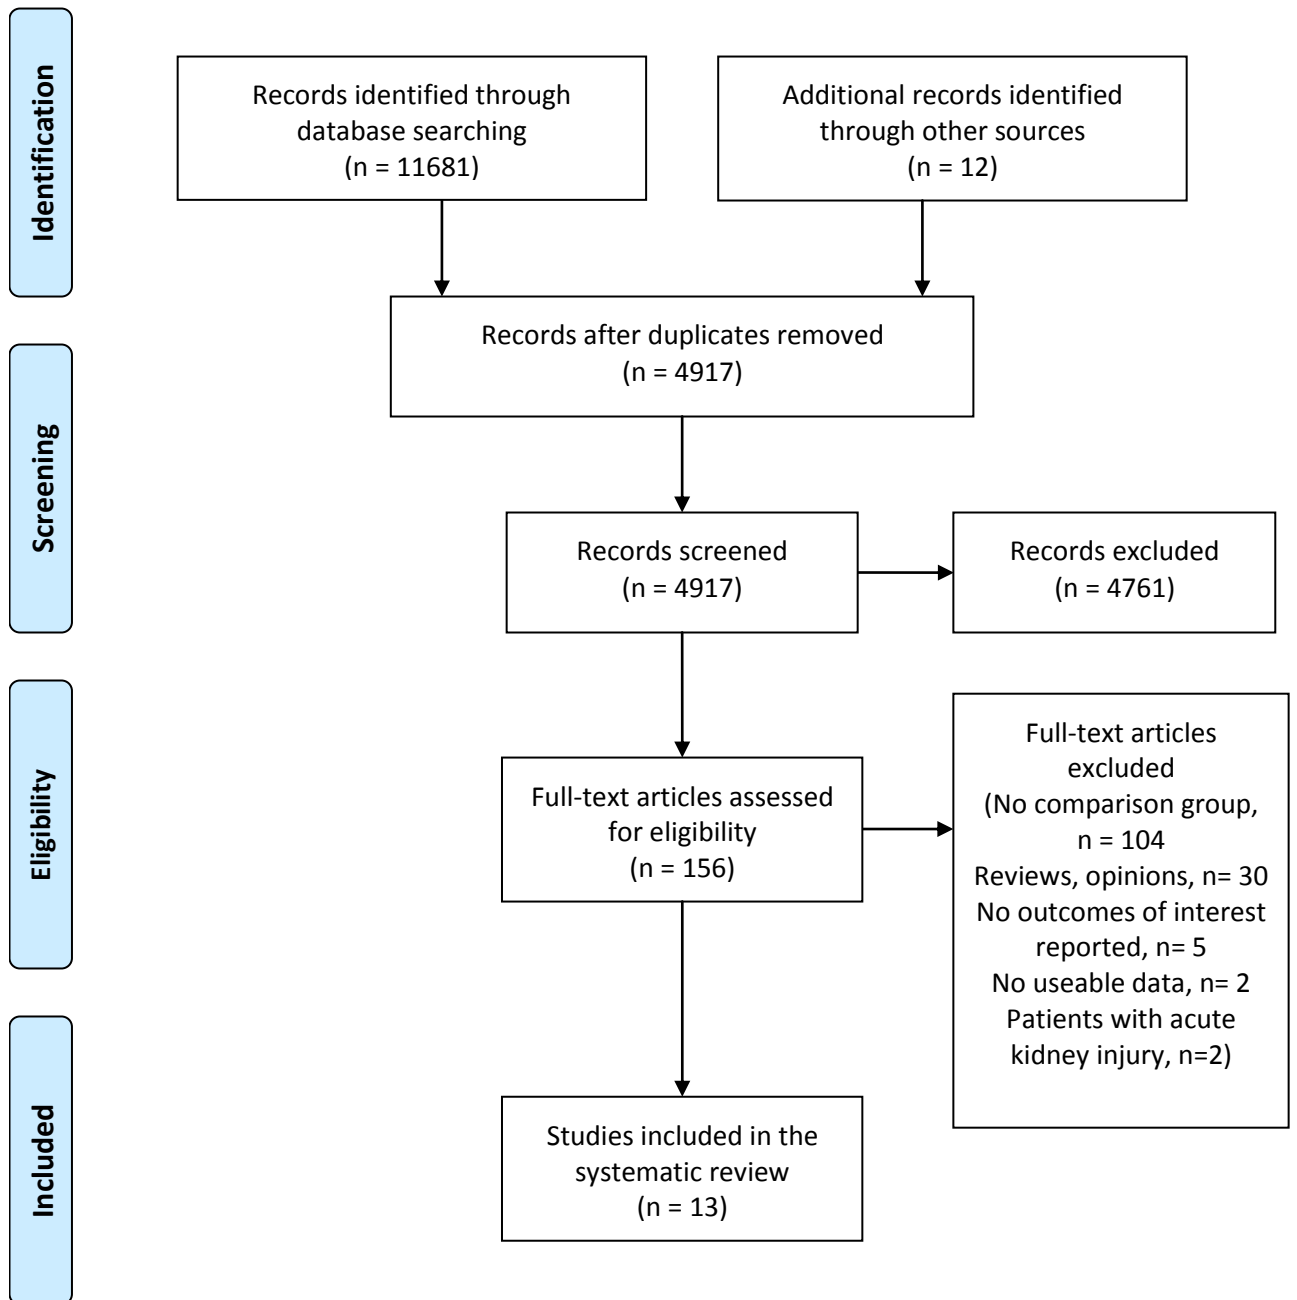 Identification
Records identified through
database searching
(n = 11681)
Additional records identified
through other sources
(n = 12)
Records after duplicates removed
(n = 4917)
Screening
Records screened
(n = 4917)
Records excluded
(n = 4761)
Eligibility
Full-text articles assessed
for eligibility
(n = 156)
Full-text articles
excluded
(No comparison group,
n = 104
Reviews, opinions, n= 30
No outcomes of interest
reported, n= 5
No useable data, n= 2
Patients with acute
kidney injury, n=2)
Included
Studies included in the
systematic review
(n = 13)